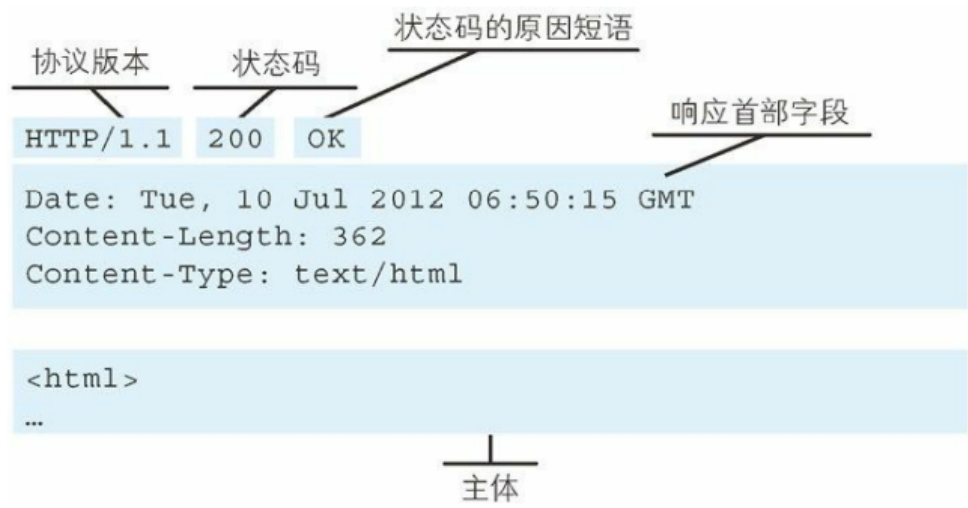 状态码的原因短语
协议版本 状态码
响应首部字段
HTTP/1.1 200 OK
Date: Tue, 10 Jul 2012 06:50:15 GMT
Content-Length: 362
Content-Type: text/html
<html>
…
主体